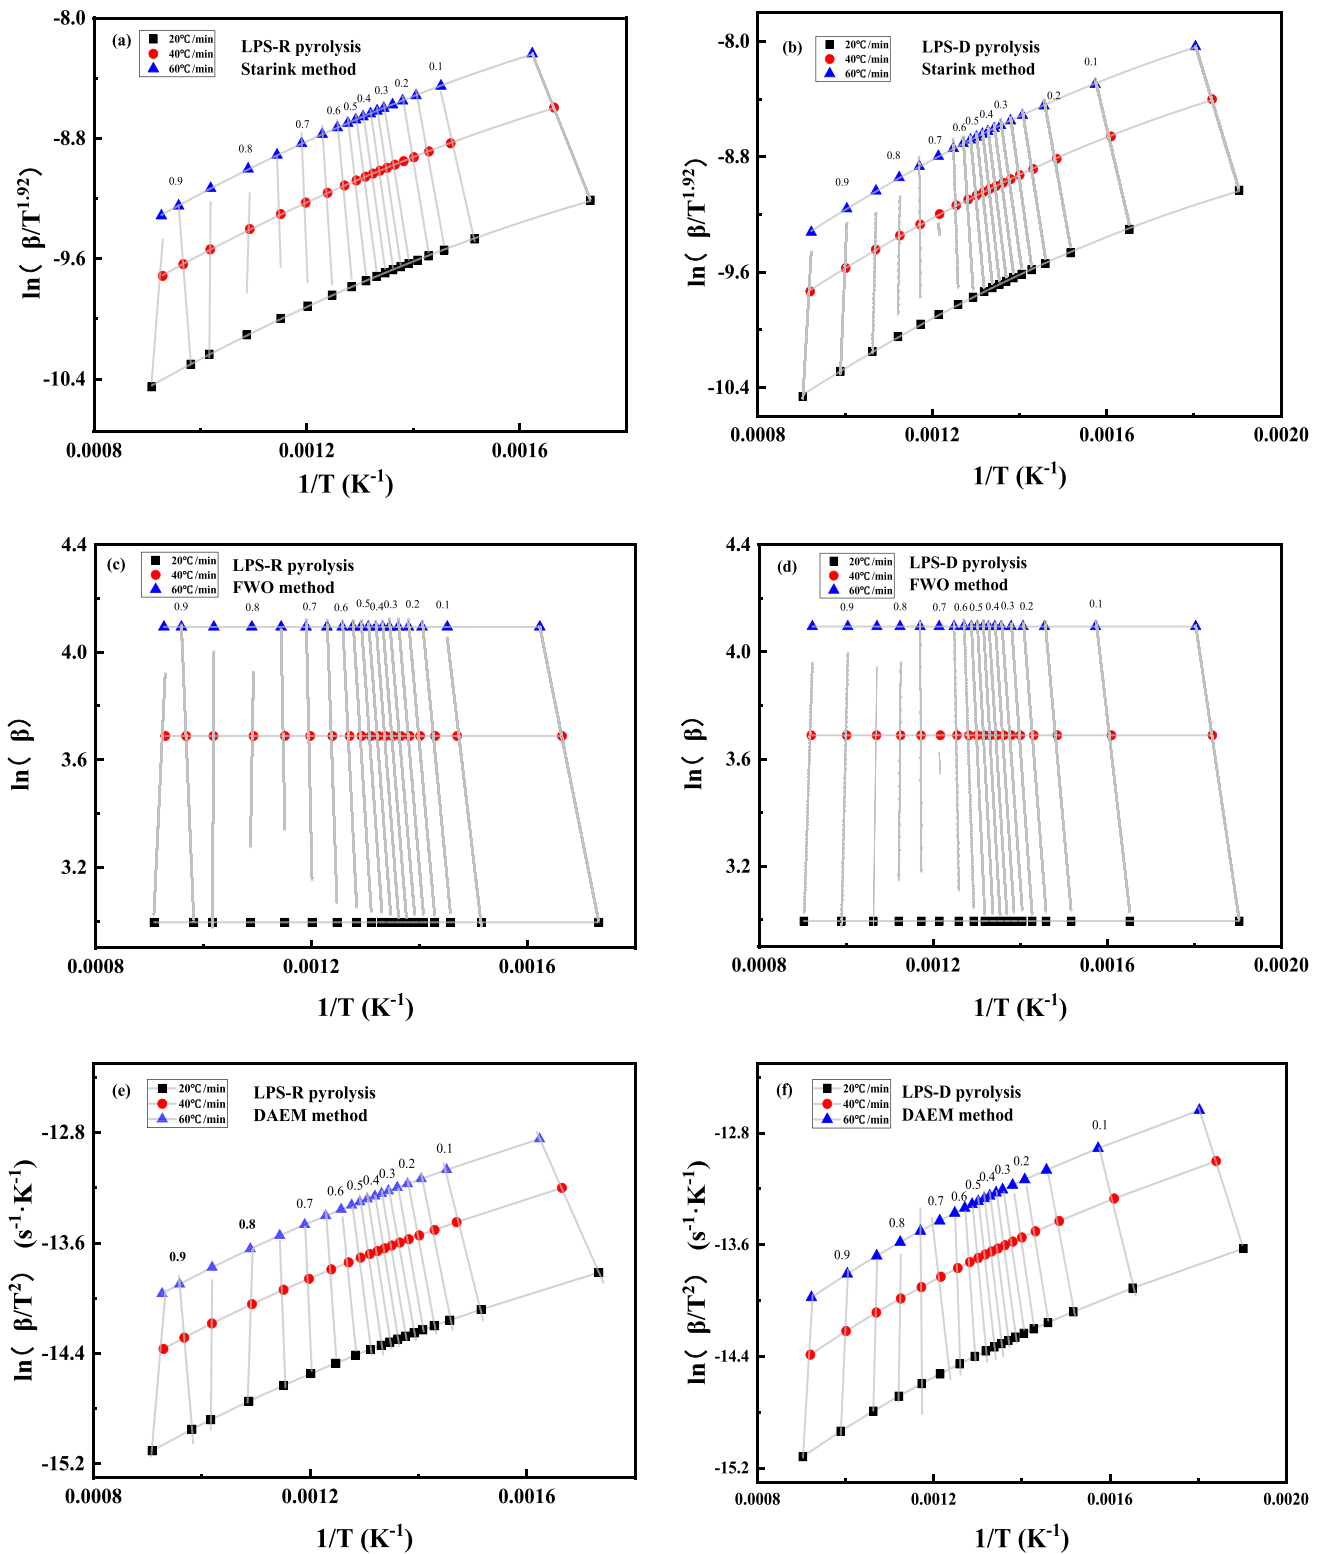 (a)
20℃/min
40℃/min
60℃/min
LPS-R pyrolysis
Starink method
-8.0
-8.8
-9.6
-10.4
ln( β/T^1.92)
0.9
0.8
0.7
0.6
0.5
0.4
0.3
0.2
0.1
0.0008
0.0012
0.0016
1/T (K^-1)
(b)
20℃/min
40℃/min
60℃/min
LPS-D pyrolysis
Starink method
-8.0
-8.8
-9.6
-10.4
ln( β/T^1.92)
0.9
0.8
0.7
0.6
0.5
0.4
0.3
0.2
0.1
0.0008
0.0012
0.0016
0.0020
1/T (K^-1)
(c)
20℃/min
40℃/min
60℃/min
LPS-R pyrolysis
FWO method
4.4
4.0
3.6
3.2
ln( β)
0.9
0.8
0.7
0.6
0.5
0.4
0.3
0.2
0.1
0.0008
0.0012
0.0016
1/T (K^-1)
(d)
20℃/min
40℃/min
60℃/min
LPS-D pyrolysis
FWO method
4.4
4.0
3.6
3.2
ln( β)
0.9
0.8
0.7
0.6
0.5
0.4
0.3
0.2
0.1
0.0008
0.0012
0.0016
0.0020
1/T (K^-1)
(e)
20℃/min
40℃/min
60℃/min
LPS-R pyrolysis
DAEM method
-12.8
-13.6
-14.4
-15.2
ln( β/T^2) (s^-1·K^-1)
0.9
0.8
0.7
0.6
0.5
0.4
0.3
0.2
0.1
0.0008
0.0012
0.0016
1/T (K^-1)
(f)
20℃/min
40℃/min
60℃/min
LPS-D pyrolysis
DAEM method
-12.8
-13.6
-14.4
-15.2
ln( β/T^2) (s^-1·K^-1)
0.9
0.8
0.7
0.6
0.5
0.4
0.3
0.2
0.1
0.0008
0.0012
0.0016
0.0020
1/T (K^-1)